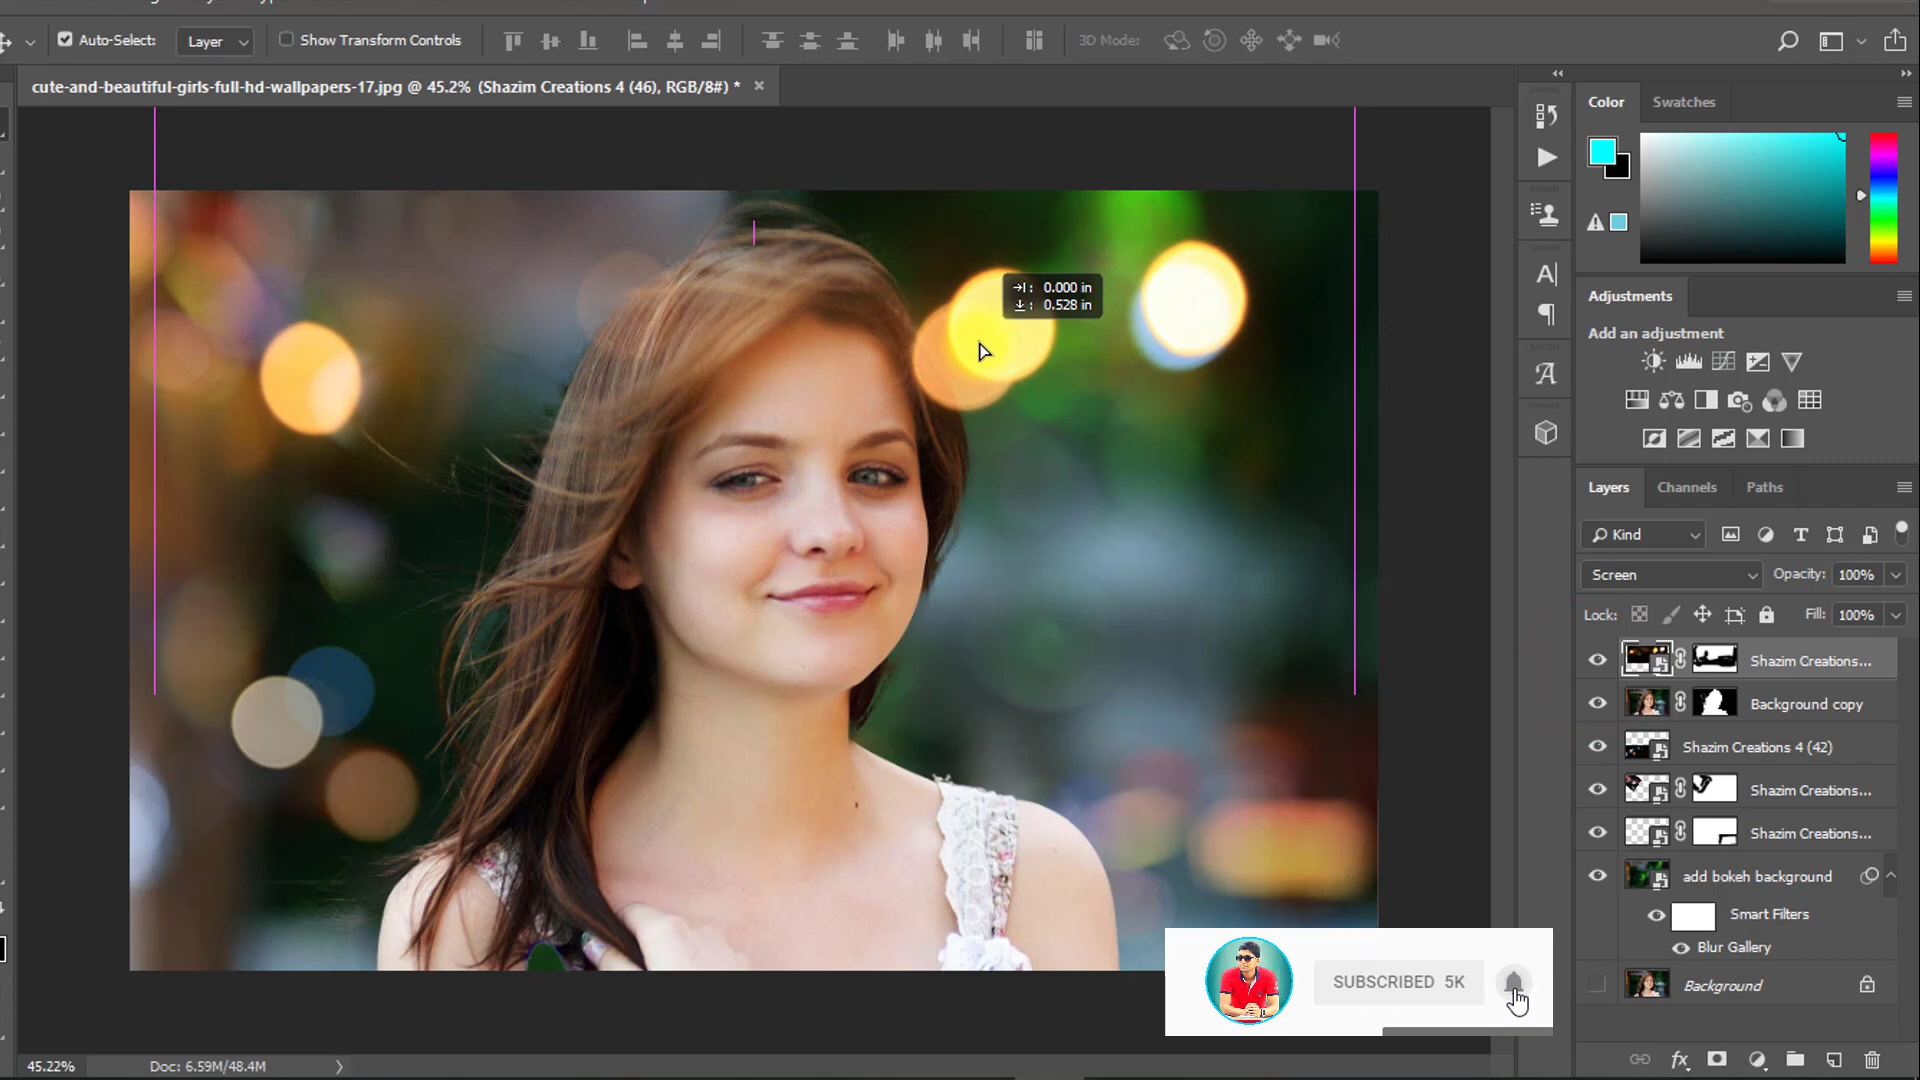 Auto-Select:
Layer
Show Transform Controls
3D Mode:
cute-and-beautiful-girls-full-hd-wallpapers-17.jpg @ 45.2% (Shazim Creations 4 (46), RGB/8#) *
Color
Swatches
0.000 in
0.528 in
Adjustments
Add an adjustment
Layers
Channels
Paths
Kind
Screen
Opacity: 100%
Lock:
Fill: 100%
Shazim Creations...
Background copy
Shazim Creations 4 (42)
Shazim Creations...
Shazim Creations...
add bokeh background
Smart Filters
Blur Gallery
Background
SUBSCRIBED 5K
45.22%
Doc: 6.59M/48.4M
fx